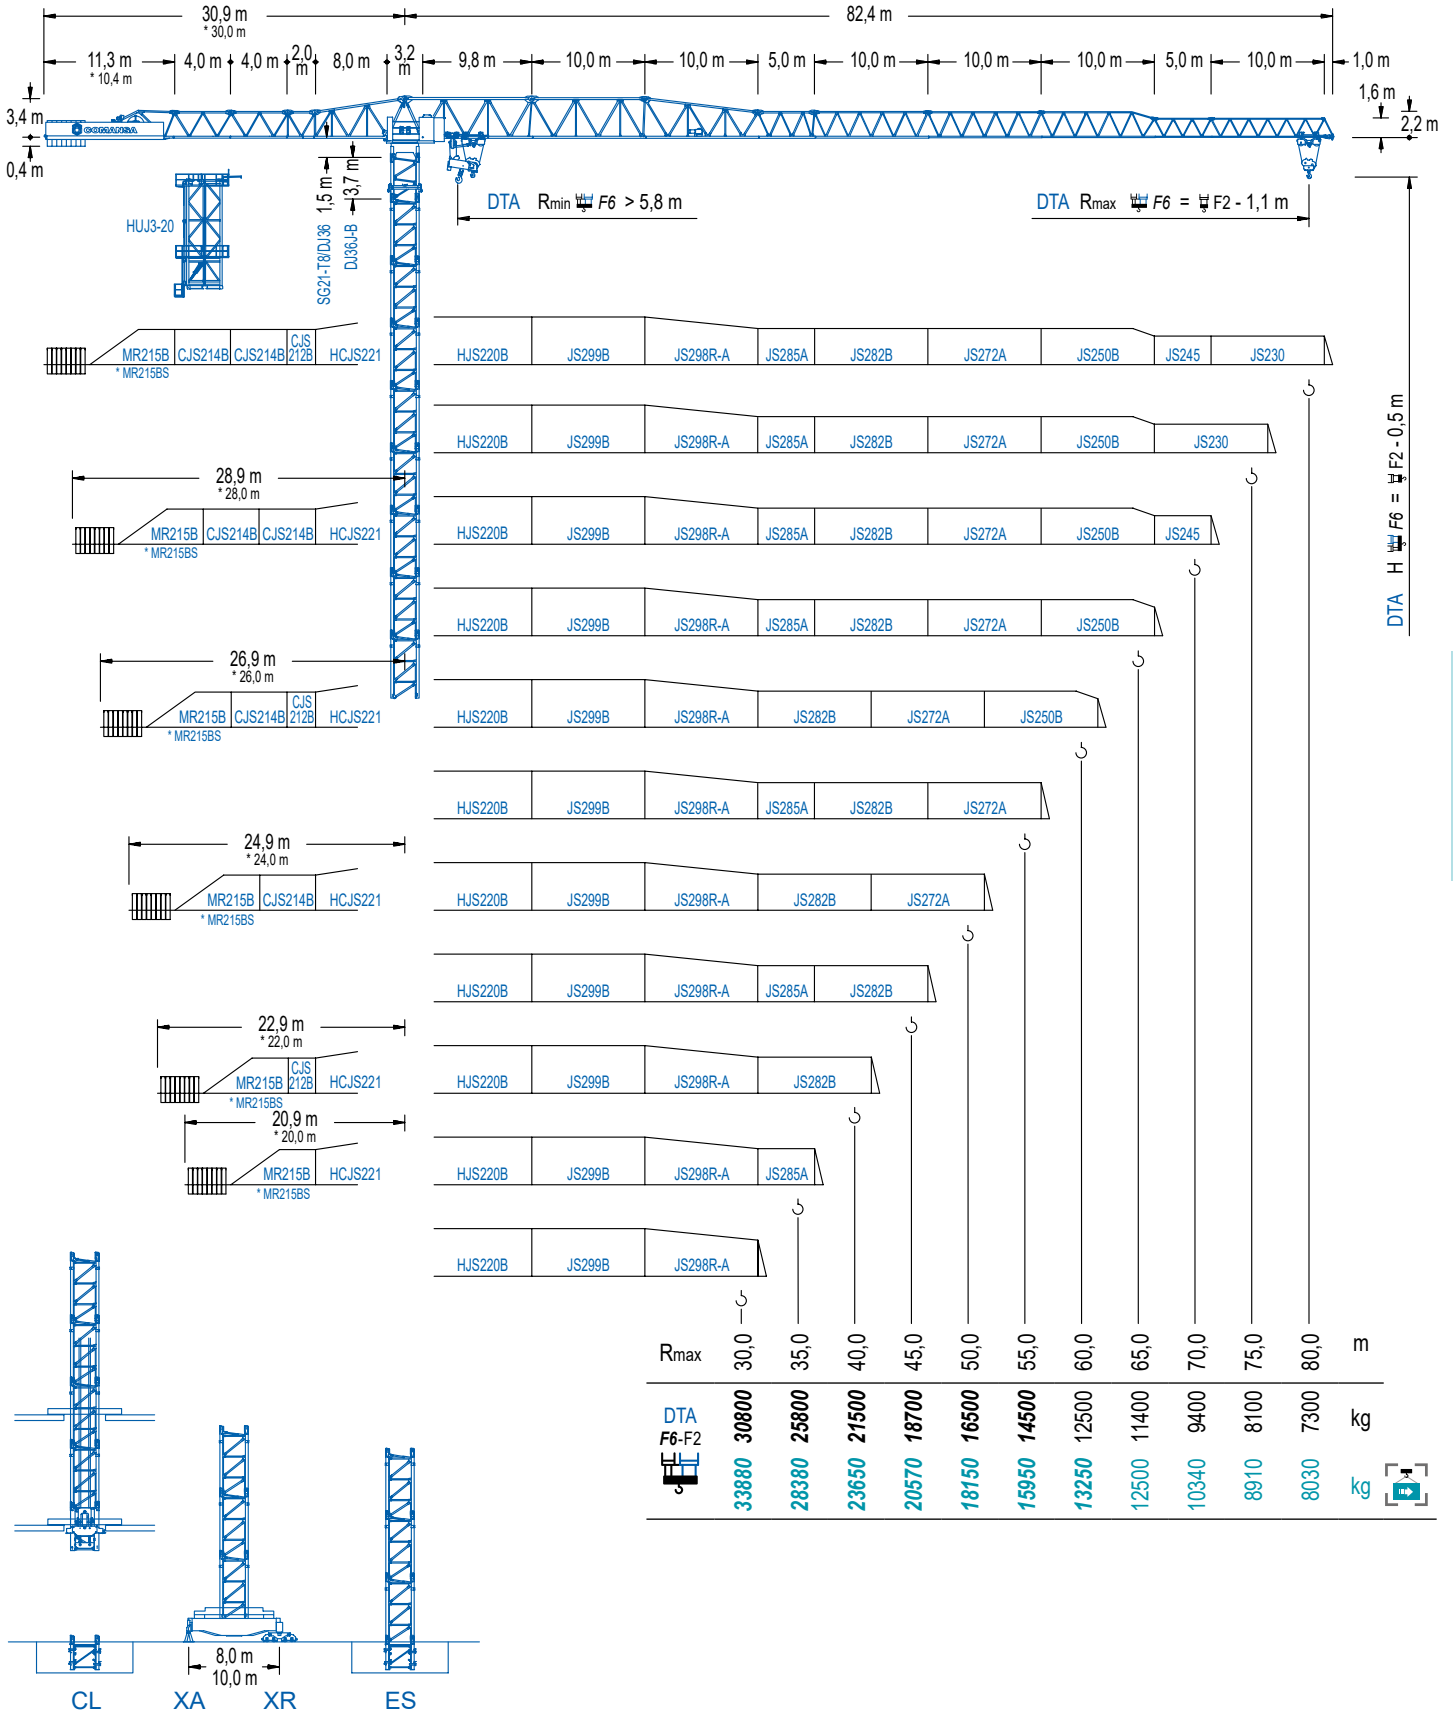 30,9 m
* 30,0 m
82,4 m
11,3 m
* 10,4 m
4,0 m
4,0 m
2,0 m
8,0 m
3,2 m
9,8 m
10,0 m
10,0 m
5,0 m
10,0 m
10,0 m
10,0 m
5,0 m
10,0 m
1,0 m
3,4 m
0,4 m
COMANSA
1,6 m
2,2 m
HUJ3-20
SG21-T8/DJ36
1,5 m
DJ36J-B
3,7 m
DTA Rmin F6 > 5,8 m
DTA Rmax F6 = F2 - 1,1 m
DTA H F6 = F2 - 0,5 m
MR215B CJS214B CJS214B CJS 212B HCJS221
* MR215BS
HJS220B JS299B JS298R-A JS285A JS282B JS272A JS250B JS245 JS230
HJS220B JS299B JS298R-A JS285A JS282B JS272A JS250B JS230
28,9 m
* 28,0 m
MR215B CJS214B CJS214B HCJS221
* MR215BS
HJS220B JS299B JS298R-A JS285A JS282B JS272A JS250B JS245
HJS220B JS299B JS298R-A JS285A JS282B JS272A JS250B
26,9 m
* 26,0 m
MR215B CJS214B CJS 212B HCJS221
* MR215BS
HJS220B JS299B JS298R-A JS282B JS272A JS250B
HJS220B JS299B JS298R-A JS285A JS282B JS272A
24,9 m
* 24,0 m
MR215B CJS214B HCJS221
* MR215BS
HJS220B JS299B JS298R-A JS282B JS272A
HJS220B JS299B JS298R-A JS285A JS282B
22,9 m
* 22,0 m
MR215B CJS 212B HCJS221
* MR215BS
HJS220B JS299B JS298R-A JS282B
20,9 m
* 20,0 m
MR215B HCJS221
* MR215BS
HJS220B JS299B JS298R-A JS285A
HJS220B JS299B JS298R-A
Rmax 30,0 35,0 40,0 45,0 50,0 55,0 60,0 65,0 70,0 75,0 80,0 m
DTA
F6-F2
30800 25800 21500 18700 16500 14500 12500 11400 9400 8100 7300 kg
33880 28380 23650 20570 18150 15950 13250 12500 10340 8910 8030 kg
8,0 m
10,0 m
CL XA XR ES